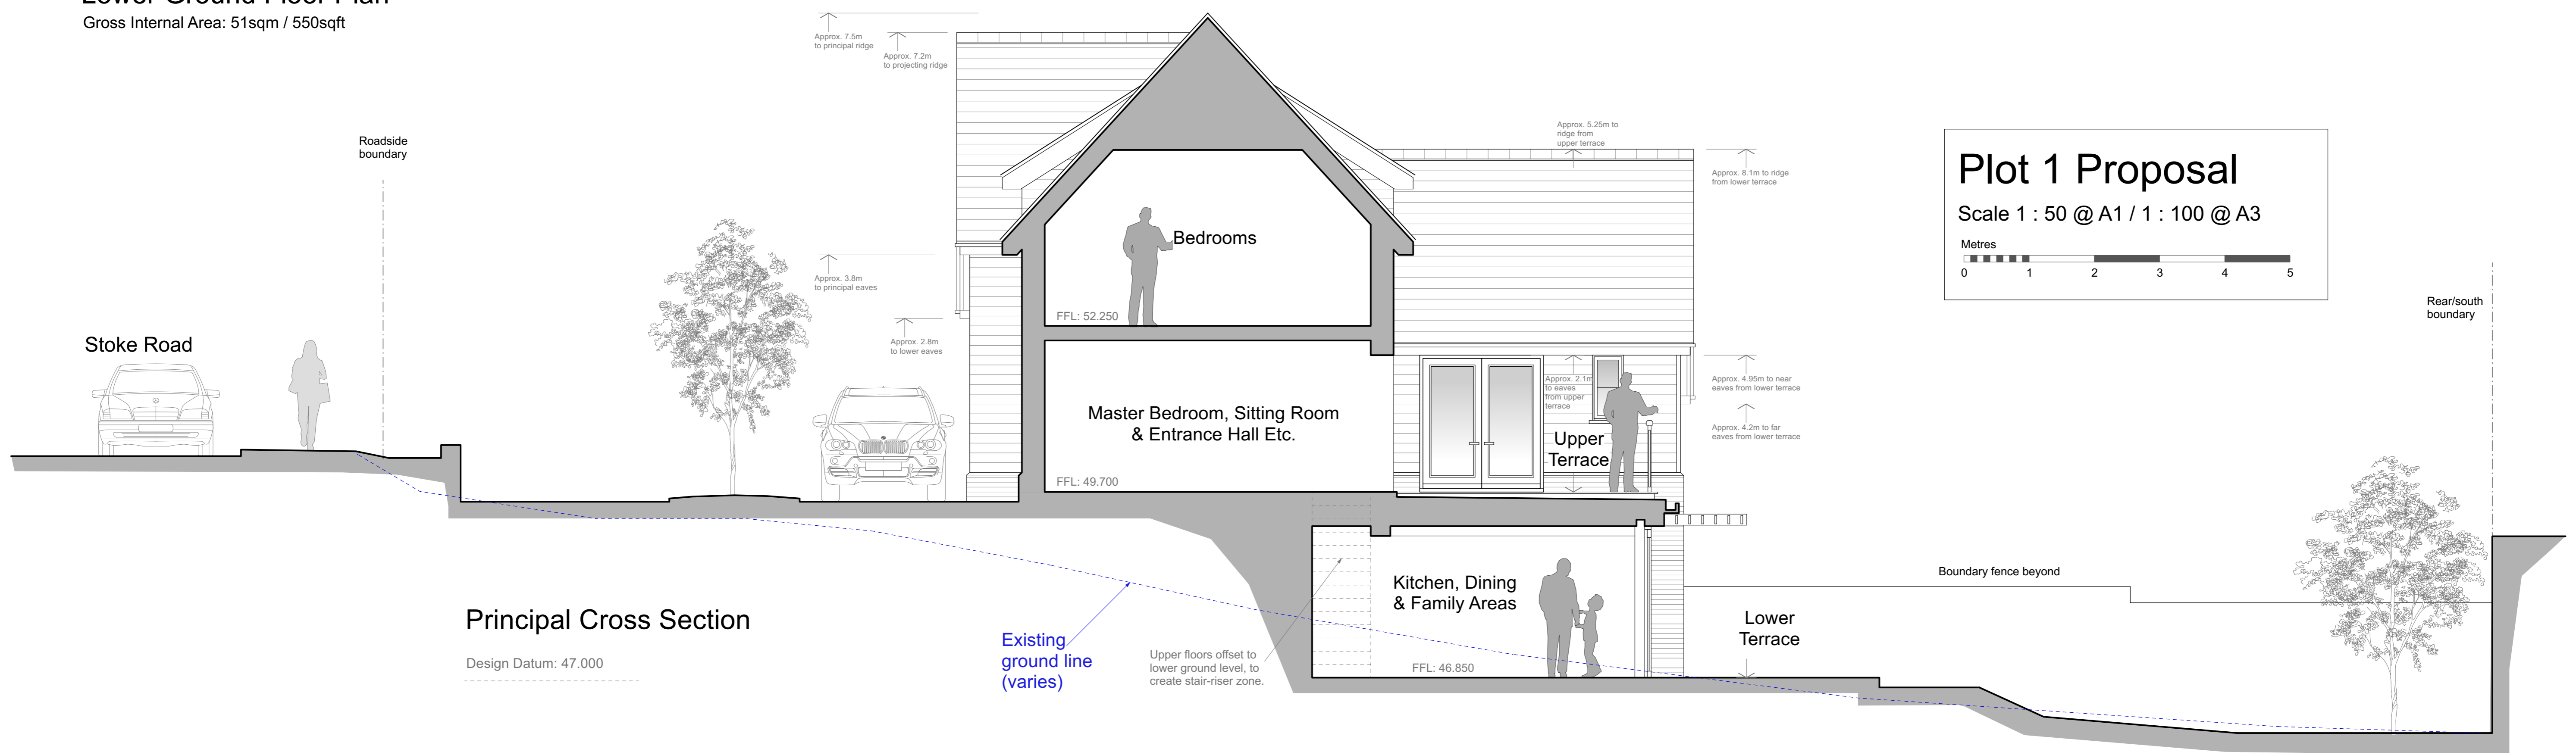 Lower Ground Floor Plan
Gross Internal Area: 51sqm / 550sqft
Approx. 7.5m
to principal ridge
Approx. 7.2m
to projecting ridge
Roadside
boundary
Approx. 5.25m to
ridge from
upper terrace
Approx. 8.1m to ridge
from lower terrace
Plot 1 Proposal
Scale 1 : 50 @ A1 / 1 : 100 @ A3
Metres
0 1 2 3 4 5
Bedrooms
Approx. 3.8m
to principal eaves
Rear/south
boundary
FFL: 52.250
Stoke Road
Approx. 2.8m
to lower eaves
Approx. 2.1m
to eaves
from upper
terrace
Approx. 4.95m to near
eaves from lower terrace
Master Bedroom, Sitting Room
& Entrance Hall Etc.
Approx. 4.2m to far
eaves from lower terrace
Upper
Terrace
FFL: 49.700
Kitchen, Dining
& Family Areas
Boundary fence beyond
Principal Cross Section
Lower
Terrace
Existing
ground line
(varies)
Upper floors offset to
lower ground level, to
create stair-riser zone.
Design Datum: 47.000
FFL: 46.850